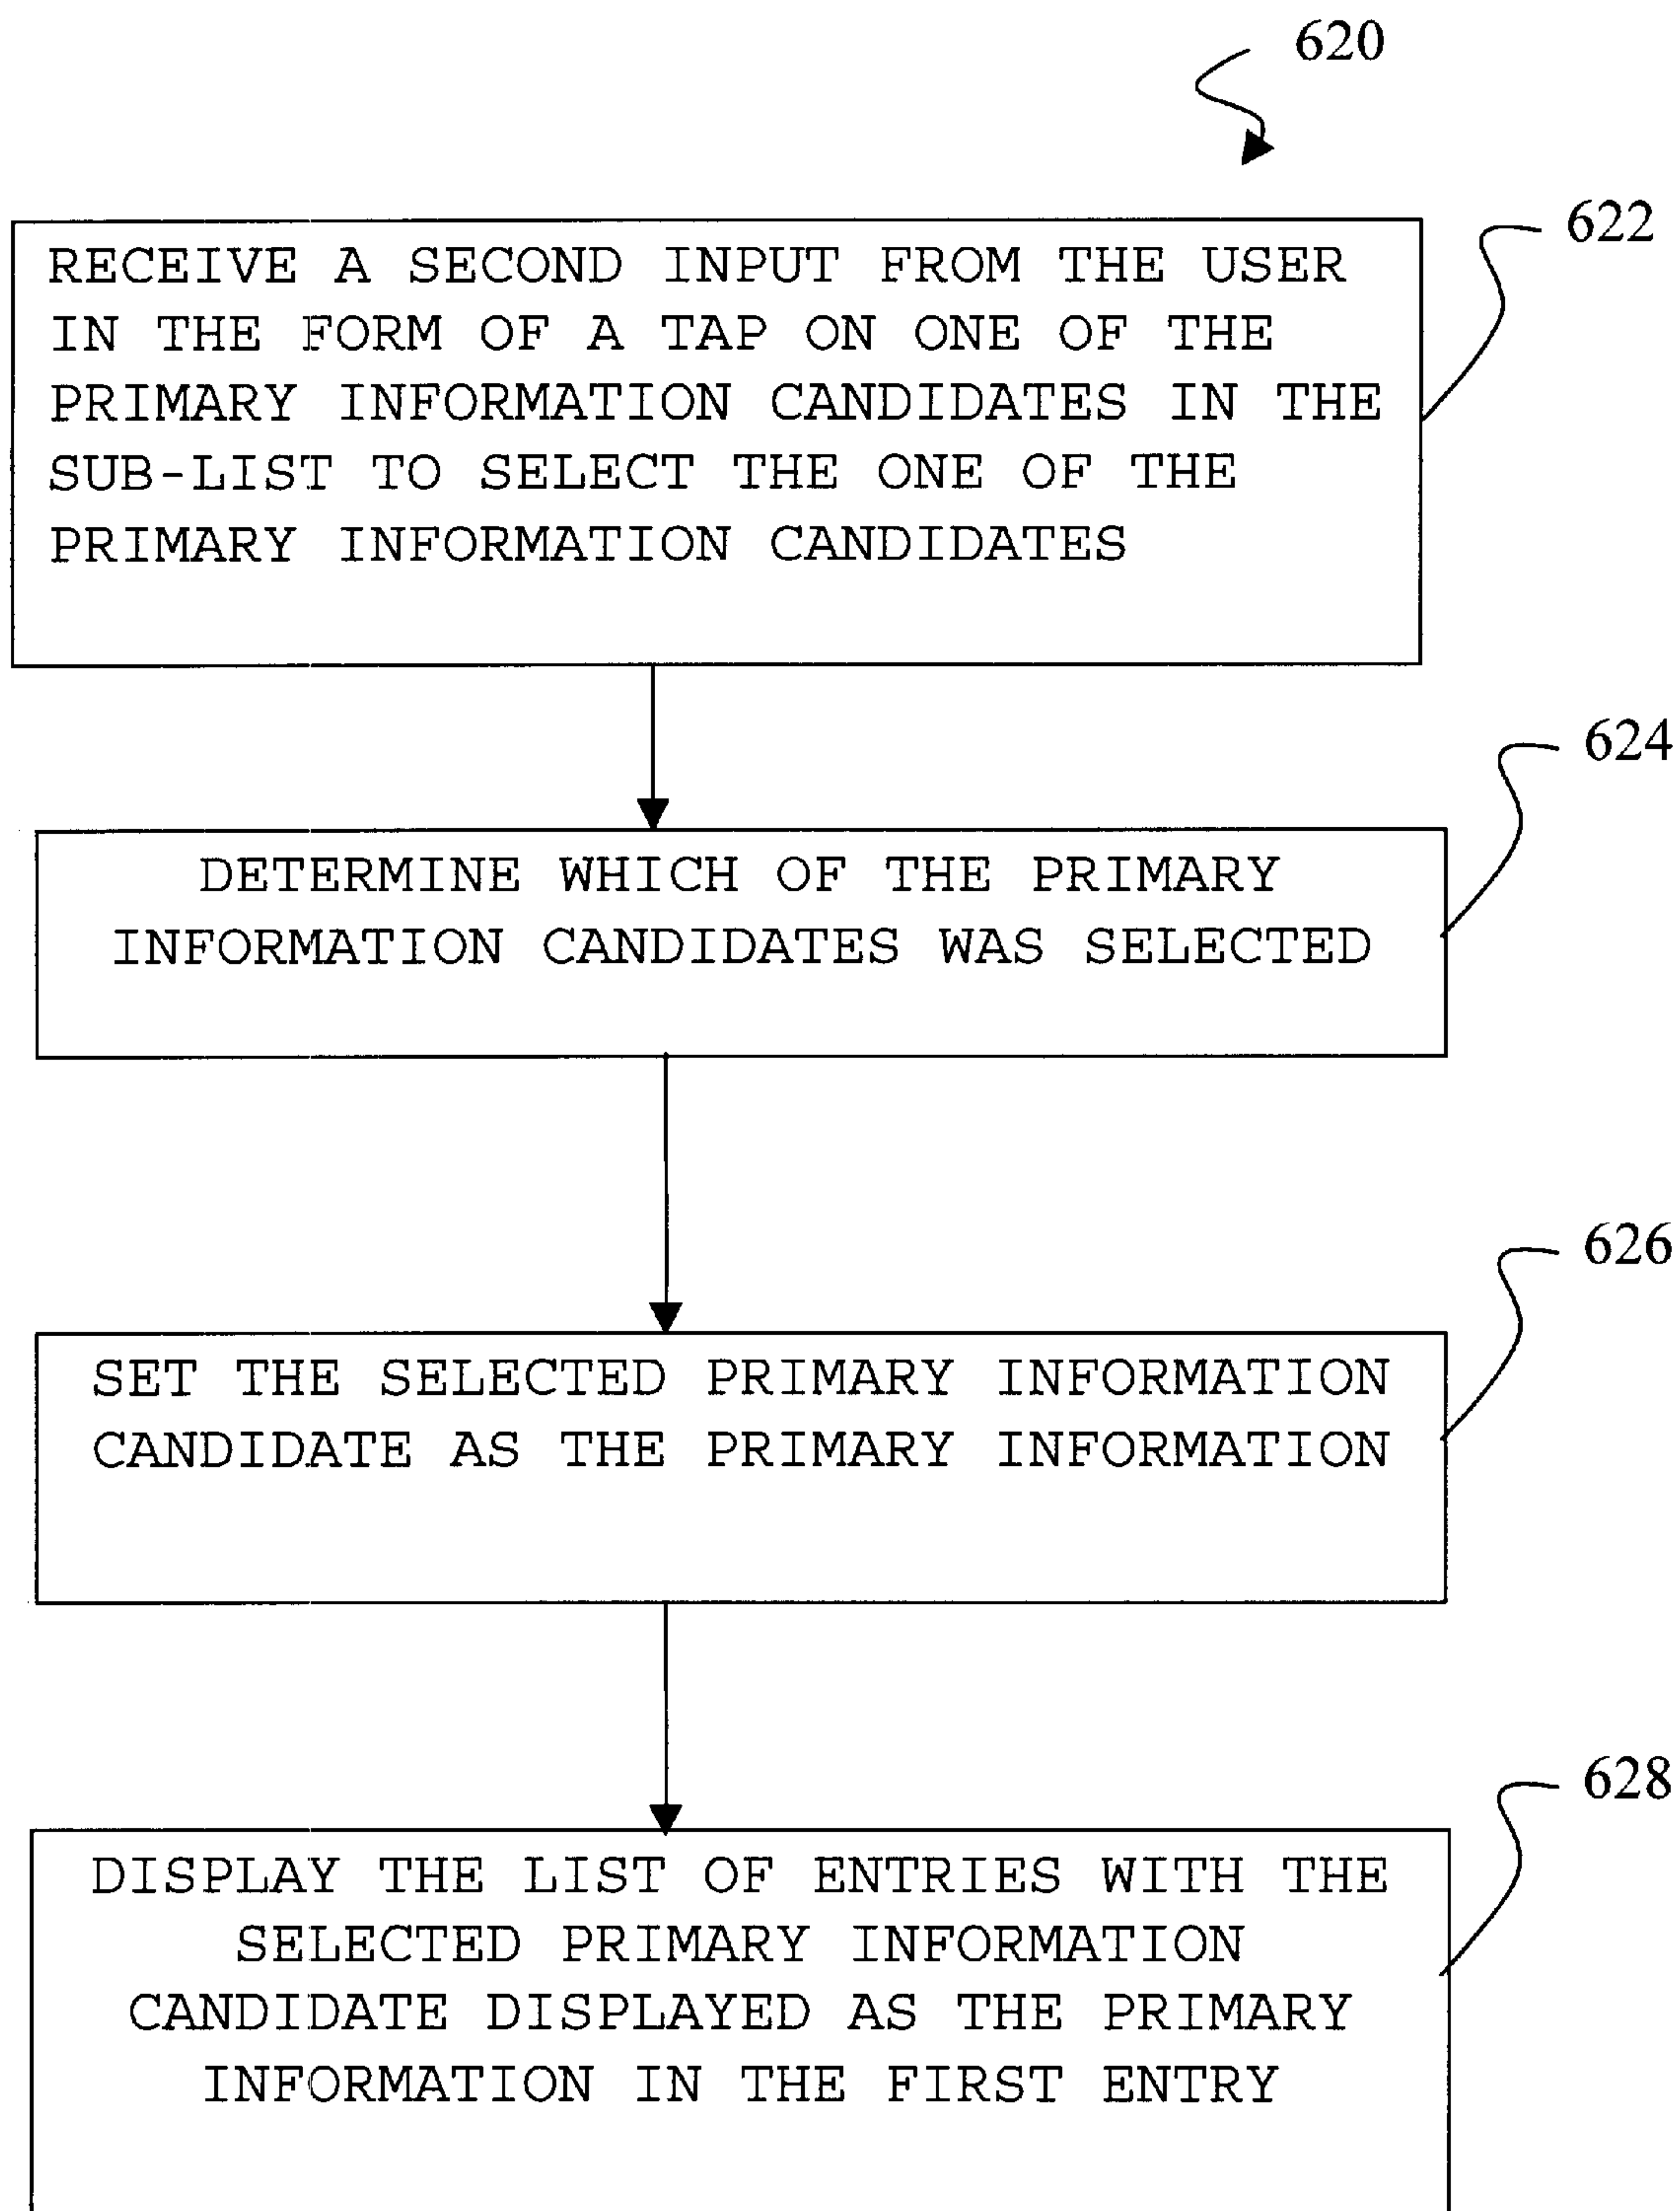 620
622
RECEIVE A SECOND INPUT FROM THE USER
IN THE FORM OF A TAP ON ONE OF THE
PRIMARY INFORMATION CANDIDATES IN THE
SUB-LIST TO SELECT THE ONE OF THE
PRIMARY INFORMATION CANDIDATES
624
DETERMINE WHICH OF THE PRIMARY
INFORMATION CANDIDATES WAS SELECTED
626
SET THE SELECTED PRIMARY INFORMATION
CANDIDATE AS THE PRIMARY INFORMATION
628
DISPLAY THE LIST OF ENTRIES WITH THE
SELECTED PRIMARY INFORMATION
CANDIDATE DISPLAYED AS THE PRIMARY
INFORMATION IN THE FIRST ENTRY